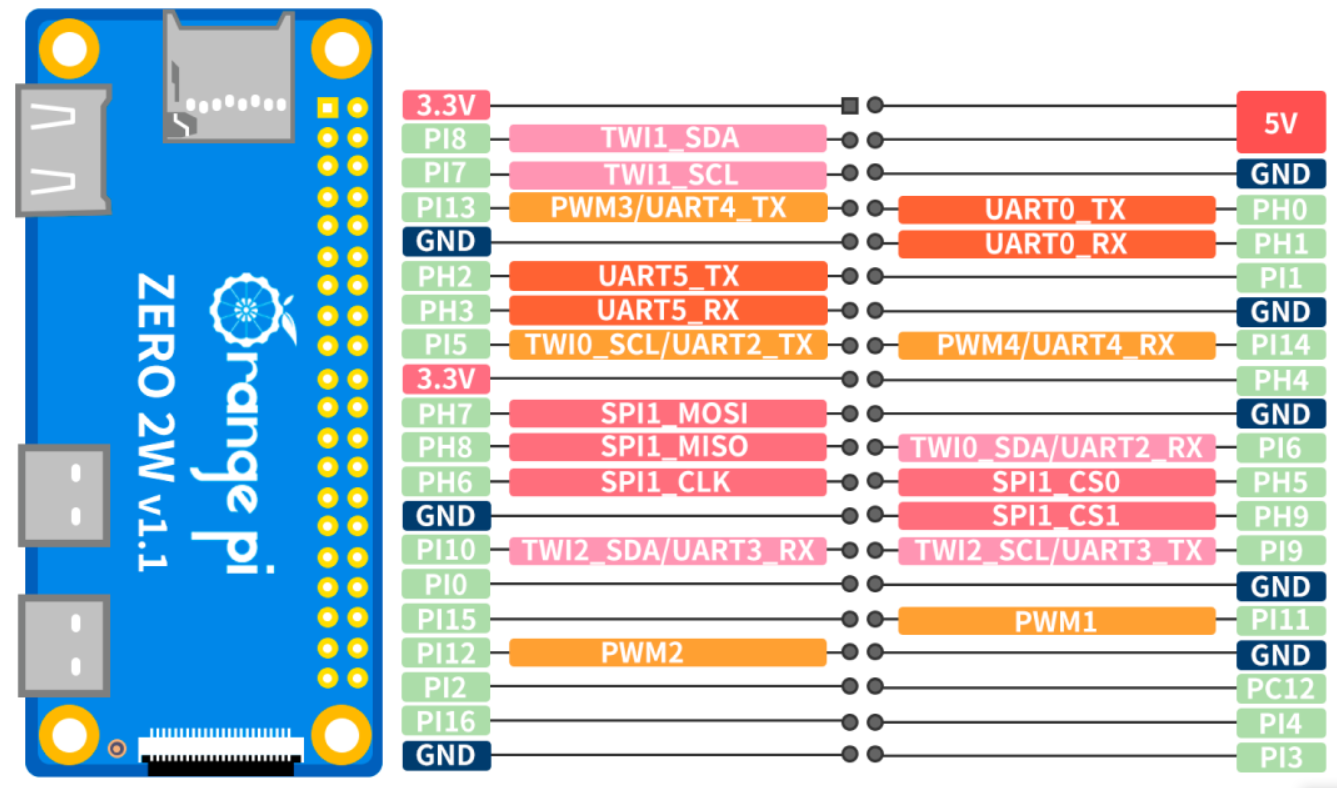 3.3V 5V
PI8 TWI1_SDA
PI7 TWI1_SCL GND
PI13 PWM3/UART4_TX UART0_TX PH0
GND UART0_RX PH1
PH2 UART5_TX PI1
PH3 UART5_RX GND
PI5 TWI0_SCL/UART2_TX PWM4/UART4_RX PI14
3.3V PH4
PH7 SPI1_MOSI GND
PH8 SPI1_MISO TWI0_SDA/UART2_RX PI6
PH6 SPI1_CLK SPI1_CS0 PH5
GND SPI1_CS1 PH9
PI10 TWI2_SDA/UART3_RX TWI2_SCL/UART3_TX PI9
PI0 GND
PI15 PWM1 PI11
PI12 PWM2 GND
PI2 PC12
PI16 PI4
GND PI3
Orange pi
ZERO 2W v1.1